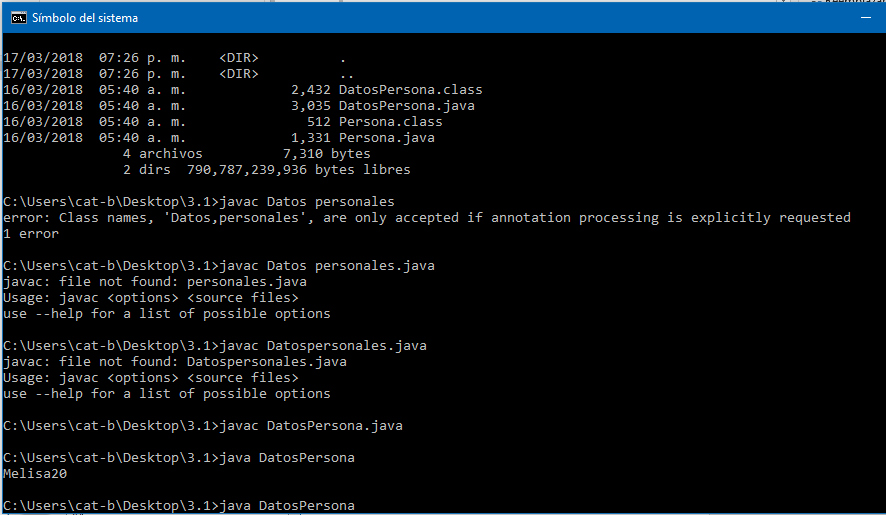 Símbolo del sistema
17/03/2018  07:26 p. m.    <DIR>          .
17/03/2018  07:26 p. m.    <DIR>          ..
16/03/2018  05:40 a. m.             2,432 DatosPersona.class
16/03/2018  05:40 a. m.             3,035 DatosPersona.java
16/03/2018  05:40 a. m.               512 Persona.class
16/03/2018  05:40 a. m.             1,331 Persona.java
               4 archivos          7,310 bytes
               2 dirs  790,787,239,936 bytes libres
C:\Users\cat-b\Desktop\3.1>javac Datos personales
error: Class names, 'Datos,personales', are only accepted if annotation processing is explicitly requested
1 error
C:\Users\cat-b\Desktop\3.1>javac Datos personales.java
javac: file not found: personales.java
Usage: javac <options> <source files>
use --help for a list of possible options
C:\Users\cat-b\Desktop\3.1>javac Datospersonales.java
javac: file not found: Datospersonales.java
Usage: javac <options> <source files>
use --help for a list of possible options
C:\Users\cat-b\Desktop\3.1>javac DatosPersona.java
C:\Users\cat-b\Desktop\3.1>java DatosPersona
Melisa20
C:\Users\cat-b\Desktop\3.1>java DatosPersona